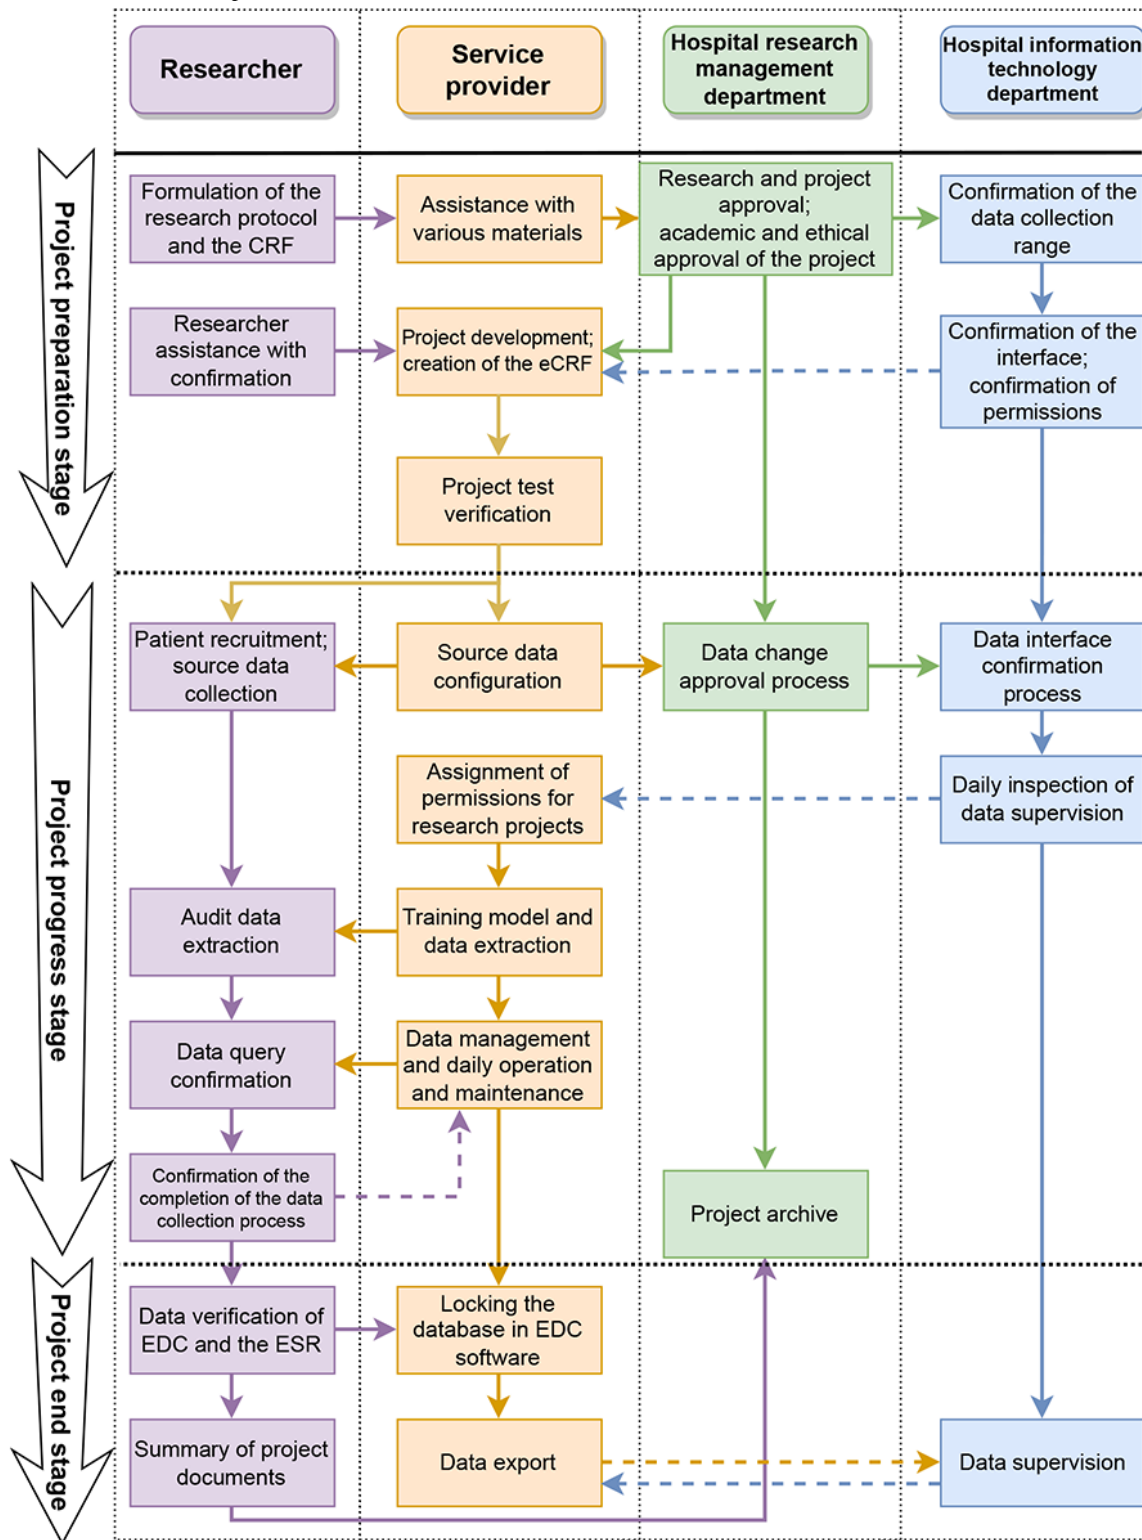 Researcher
Service
provider
Hospital research
management
department
Hospital information
technology
department
Project preparation stage
Formulation of the
research protocol
and the CRF
Assistance with
various materials
Research and project
approval;
academic and ethical
approval of the project
Confirmation of the
data collection
range
Researcher
assistance with
confirmation
Project development;
creation of the eCRF
Confirmation of the
interface;
confirmation of
permissions
Project test
verification
Project progress stage
Patient recruitment;
source data
collection
Source data
configuration
Data change
approval process
Data interface
confirmation
process
Assignment of
permissions for
research projects
Daily inspection of
data supervision
Audit data
extraction
Training model and
data extraction
Data query
confirmation
Data management
and daily operation
and maintenance
Confirmation of the
completion of the data
collection process
Project archive
Project end stage
Data verification of
EDC and the ESR
Locking the
database in EDC
software
Summary of project
documents
Data export
Data supervision